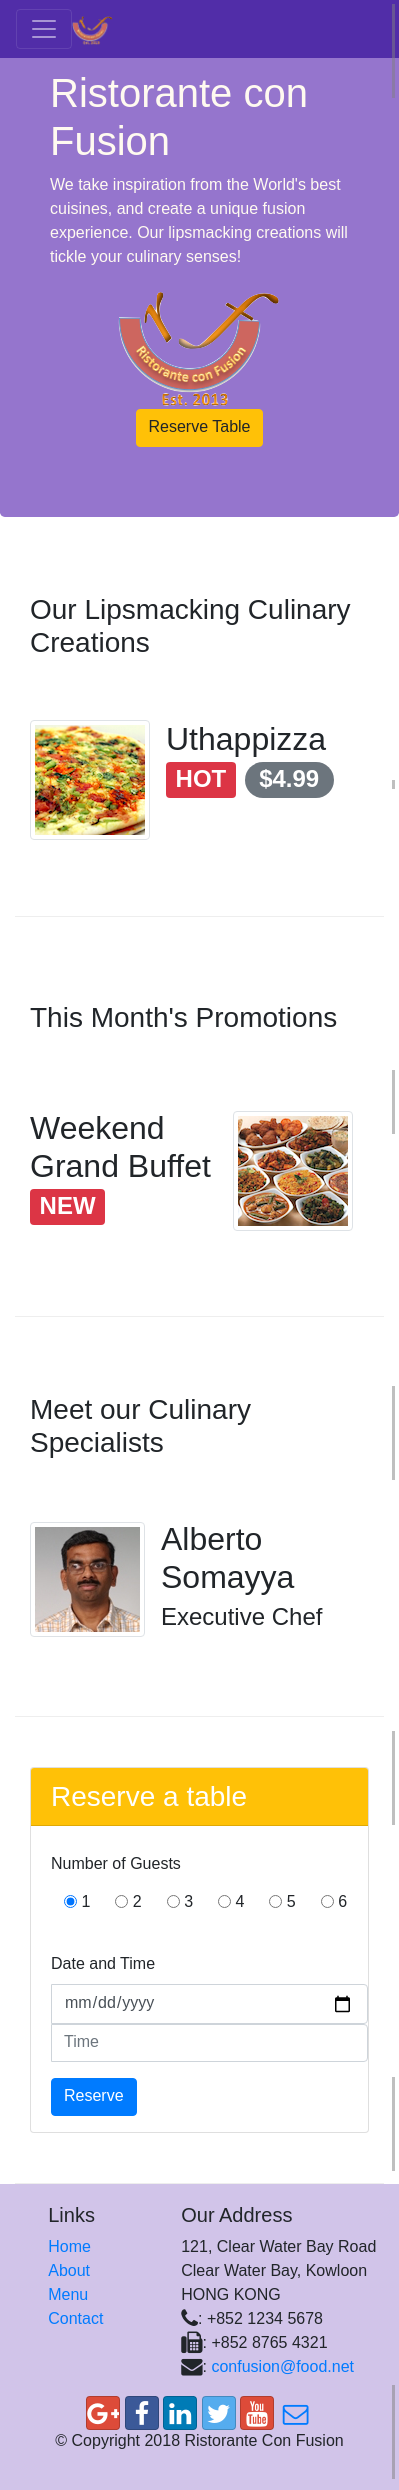 Ristorante con
Fusion
We take inspiration from the World's best
cuisines, and create a unique fusion
experience. Our lipsmacking creations will
tickle your culinary senses!
Ristorante con Fusion
Est. 2013
Reserve Table
Our Lipsmacking Culinary
Creations
Uthappizza
HOT $4.99
This Month's Promotions
Weekend
Grand Buffet
NEW
Meet our Culinary
Specialists
Alberto
Somayya
Executive Chef
Reserve a table
Number of Guests
1 2 3 4 5 6
Date and Time
mm/dd/yyyy
Time
Reserve
Links
Home
About
Menu
Contact
Our Address
121, Clear Water Bay Road
Clear Water Bay, Kowloon
HONG KONG
: +852 1234 5678
: +852 8765 4321
: confusion@food.net
G+ f in You Tube
© Copyright 2018 Ristorante Con Fusion